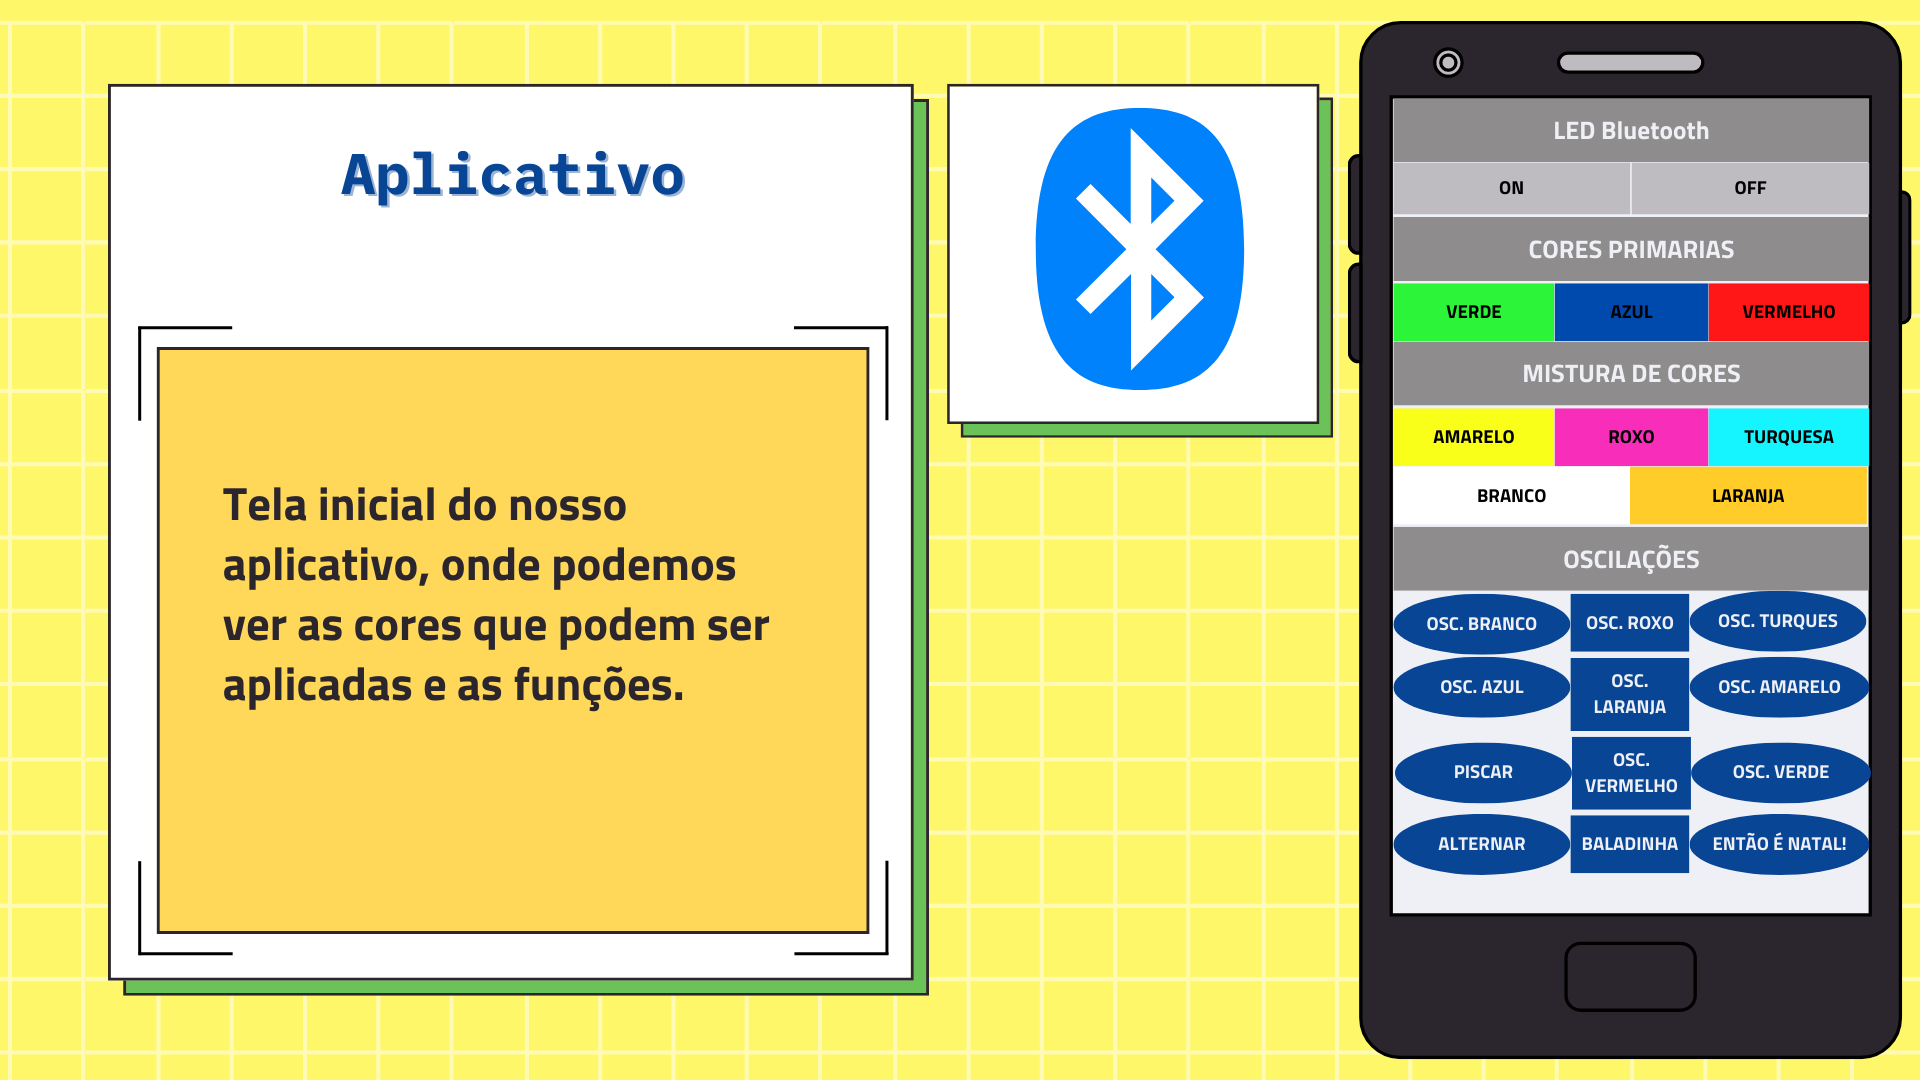 Aplicativo
Tela inicial do nosso
aplicativo, onde podemos
ver as cores que podem ser
aplicadas e as funções.
LED Bluetooth
ON OFF
CORES PRIMARIAS
VERDE AZUL VERMELHO
MISTURA DE CORES
AMARELO ROXO TURQUESA
BRANCO LARANJA
OSCILAÇÕES
OSC. BRANCO OSC. ROXO OSC. TURQUES
OSC. AZUL OSC. LARANJA OSC. AMARELO
PISCAR OSC. VERMELHO OSC. VERDE
ALTERNAR BALADINHA ENTÃO É NATAL!